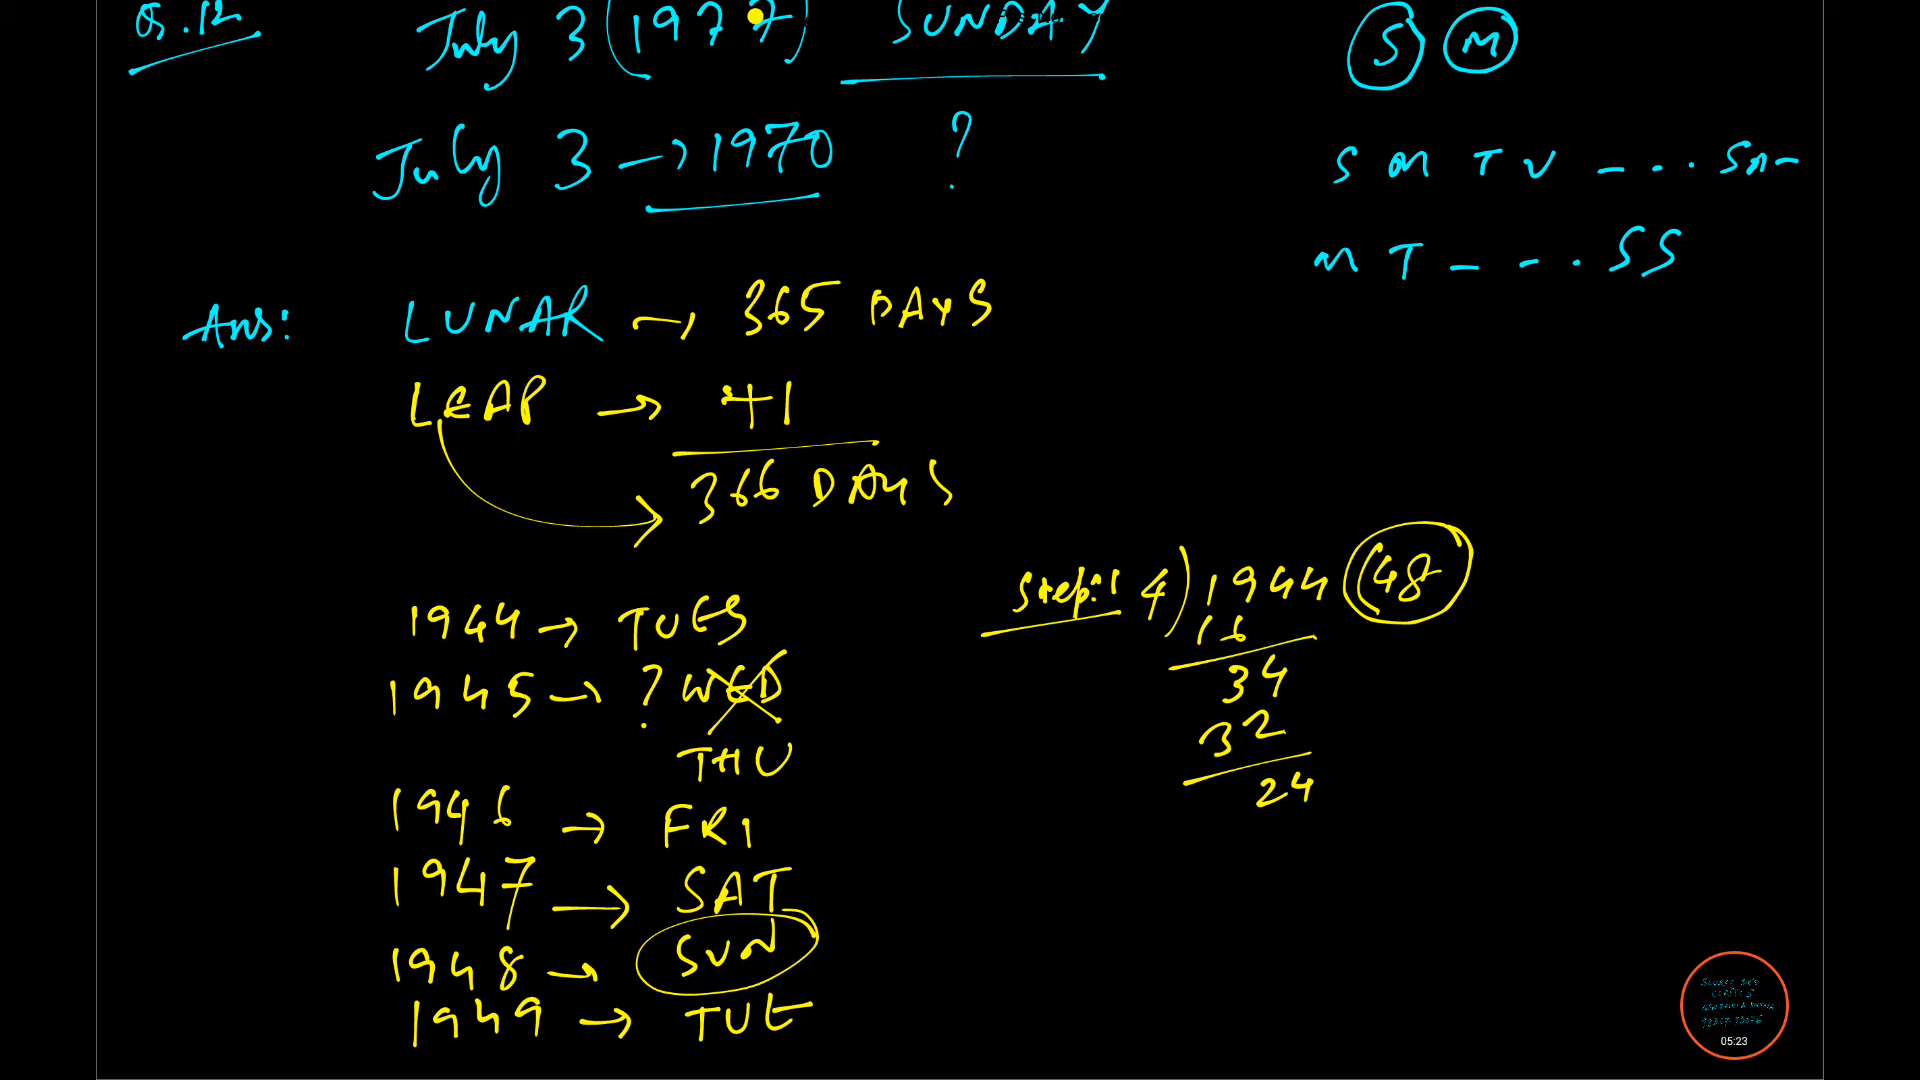 Q.12 July 3 (1977) SUNDAY S M
July 3 → 1970 ? S M T
M T - - .. S S
Ans: LUNAR → 365 DAYS
LEAP → +1
366 DAYS
Step:1 4) 1944 (48
16
34
32
24
1944 → TUES
1945 → ? WED
THU
1946 → FRI
1947 → SAT
1948 → SUN
1949 → TUE
05:23